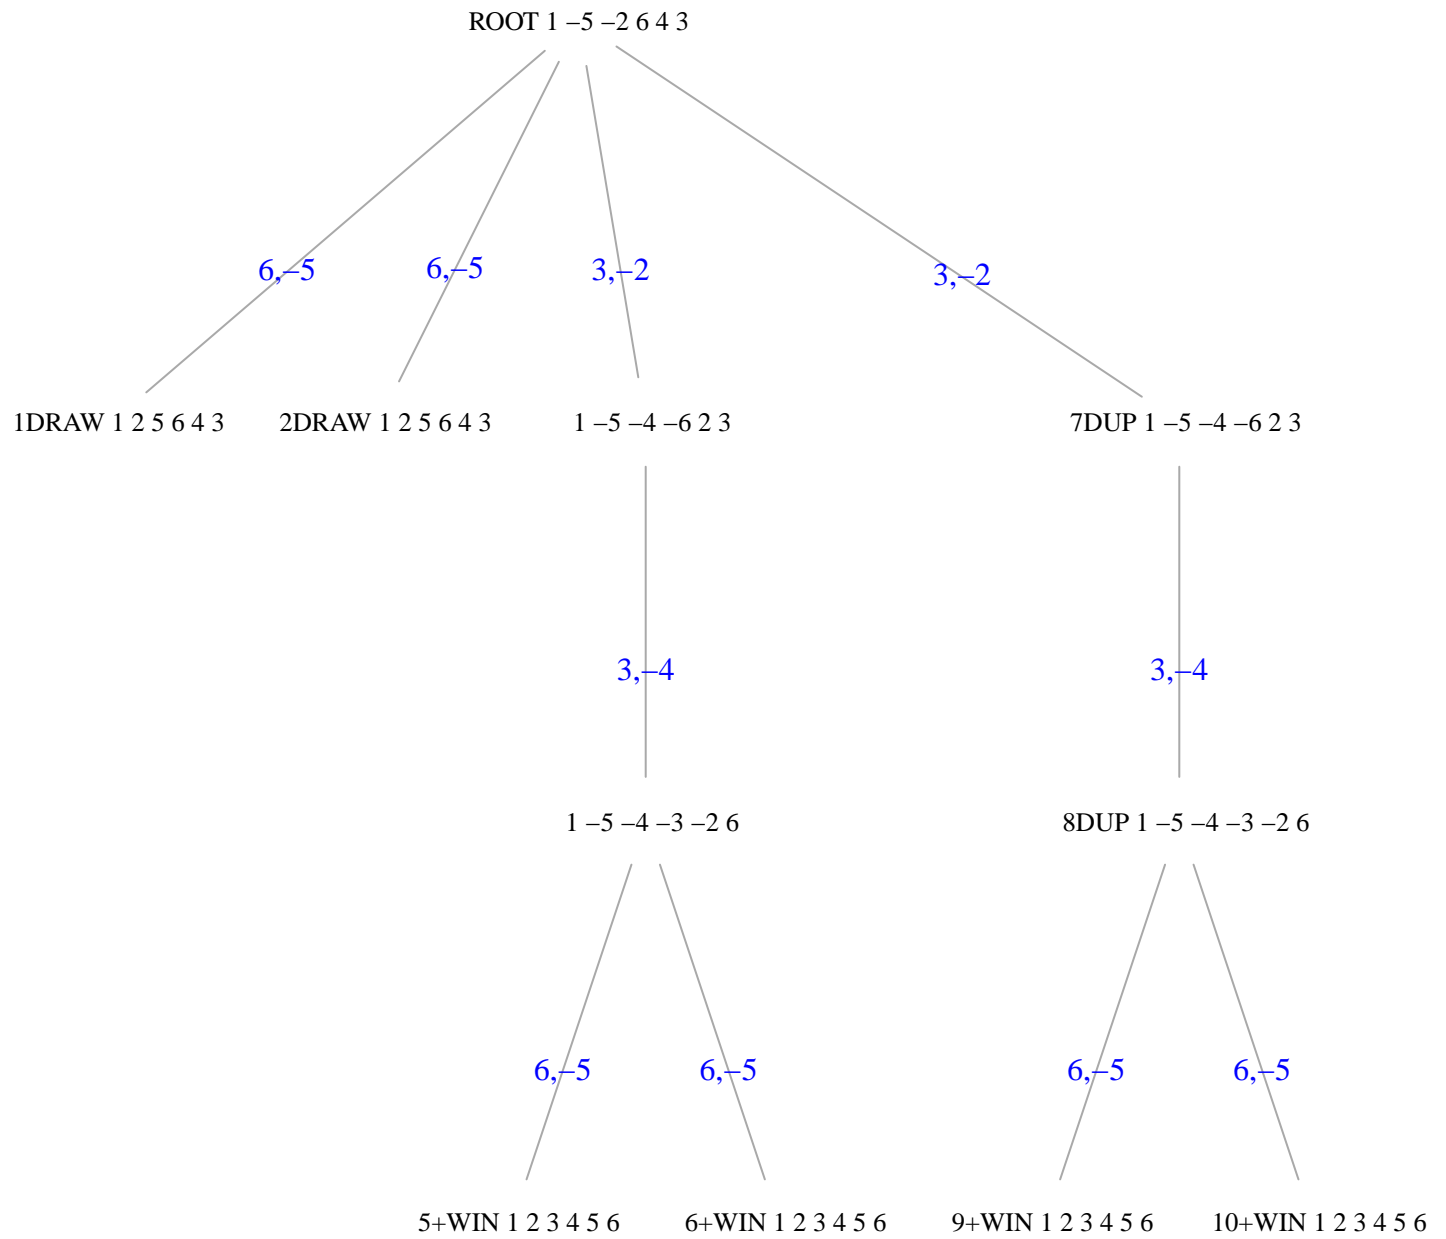 ROOT 1 –5 –2 6 4 3
6,–5
6,–5
3,–2
3,–2
1DRAW 1 2 5 6 4 3
2DRAW 1 2 5 6 4 3
1 –5 –4 –6 2 3
7DUP 1 –5 –4 –6 2 3
3,–4
3,–4
1 –5 –4 –3 –2 6
8DUP 1 –5 –4 –3 –2 6
6,–5
6,–5
6,–5
6,–5
5+WIN 1 2 3 4 5 6
6+WIN 1 2 3 4 5 6
9+WIN 1 2 3 4 5 6
10+WIN 1 2 3 4 5 6